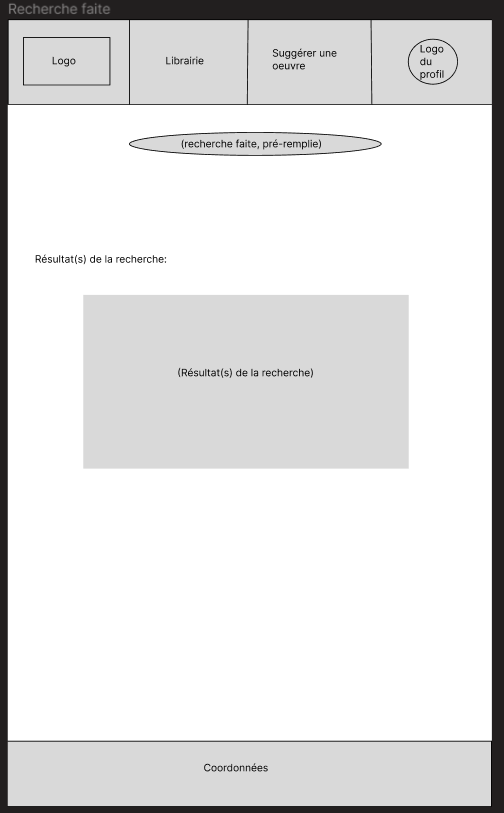 Recherche faite
Logo
Librairie
Suggérer une
oeuvre
Logo
du
profil
(recherche faite, pré-remplie)
Résultat(s) de la recherche:
(Résultat(s) de la recherche)
Coordonnées